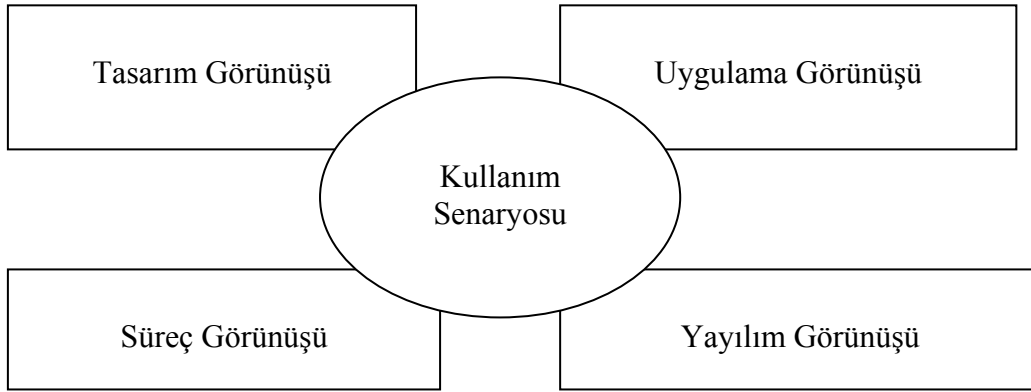 Tasarım Görünüşü
Uygulama Görünüşü
Kullanım
Senaryosu
Süreç Görünüşü
Yayılım Görünüşü